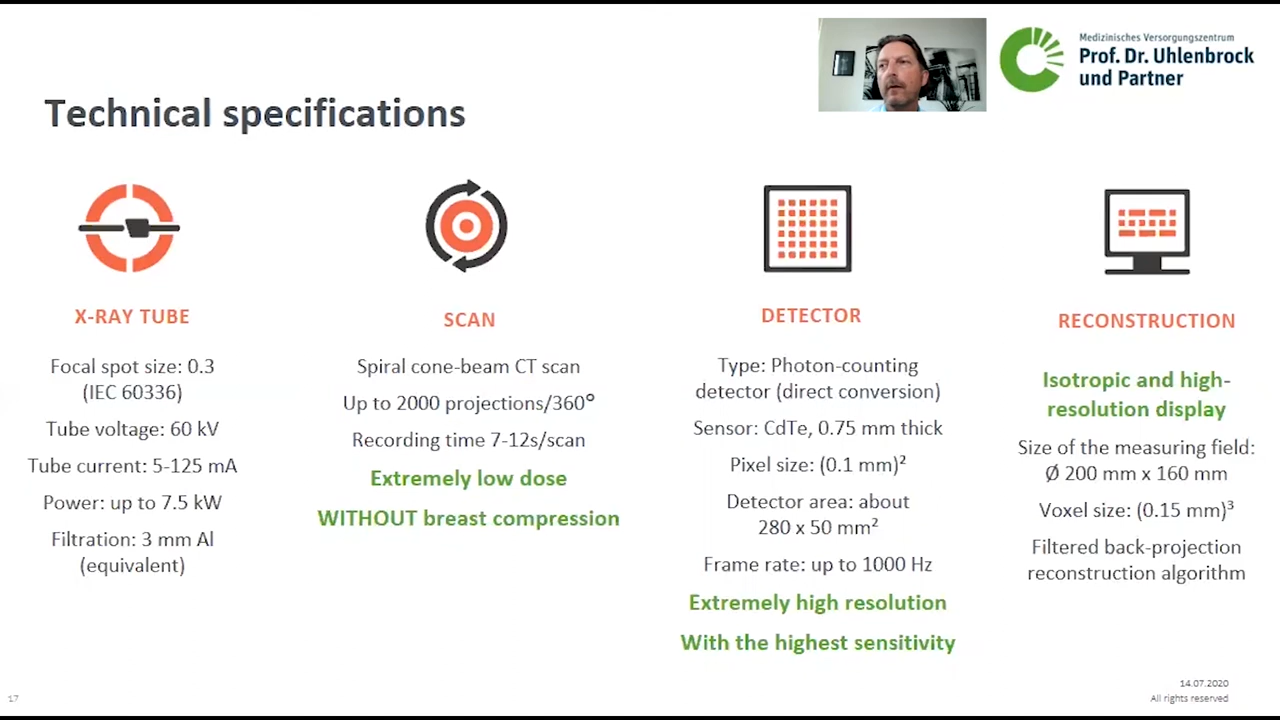 Medizinisches Versorgungszentrum
Prof. Dr. Uhlenbrock
und Partner
Technical specifications
X-RAY TUBE
Focal spot size: 0.3
(IEC 60336)
Tube voltage: 60 kV
Tube current: 5-125 mA
Power: up to 7.5 kW
Filtration: 3 mm Al
(equivalent)
SCAN
Spiral cone-beam CT scan
Up to 2000 projections/360°
Recording time 7-12s/scan
Extremely low dose
WITHOUT breast compression
DETECTOR
Type: Photon-counting
detector (direct conversion)
Sensor: CdTe, 0.75 mm thick
Pixel size: (0.1 mm)²
Detector area: about
280 x 50 mm²
Frame rate: up to 1000 Hz
Extremely high resolution
With the highest sensitivity
RECONSTRUCTION
Isotropic and high-
resolution display
Size of the measuring field:
Ø 200 mm x 160 mm
Voxel size: (0.15 mm)³
Filtered back-projection
reconstruction algorithm
17
14.07.2020
All rights reserved